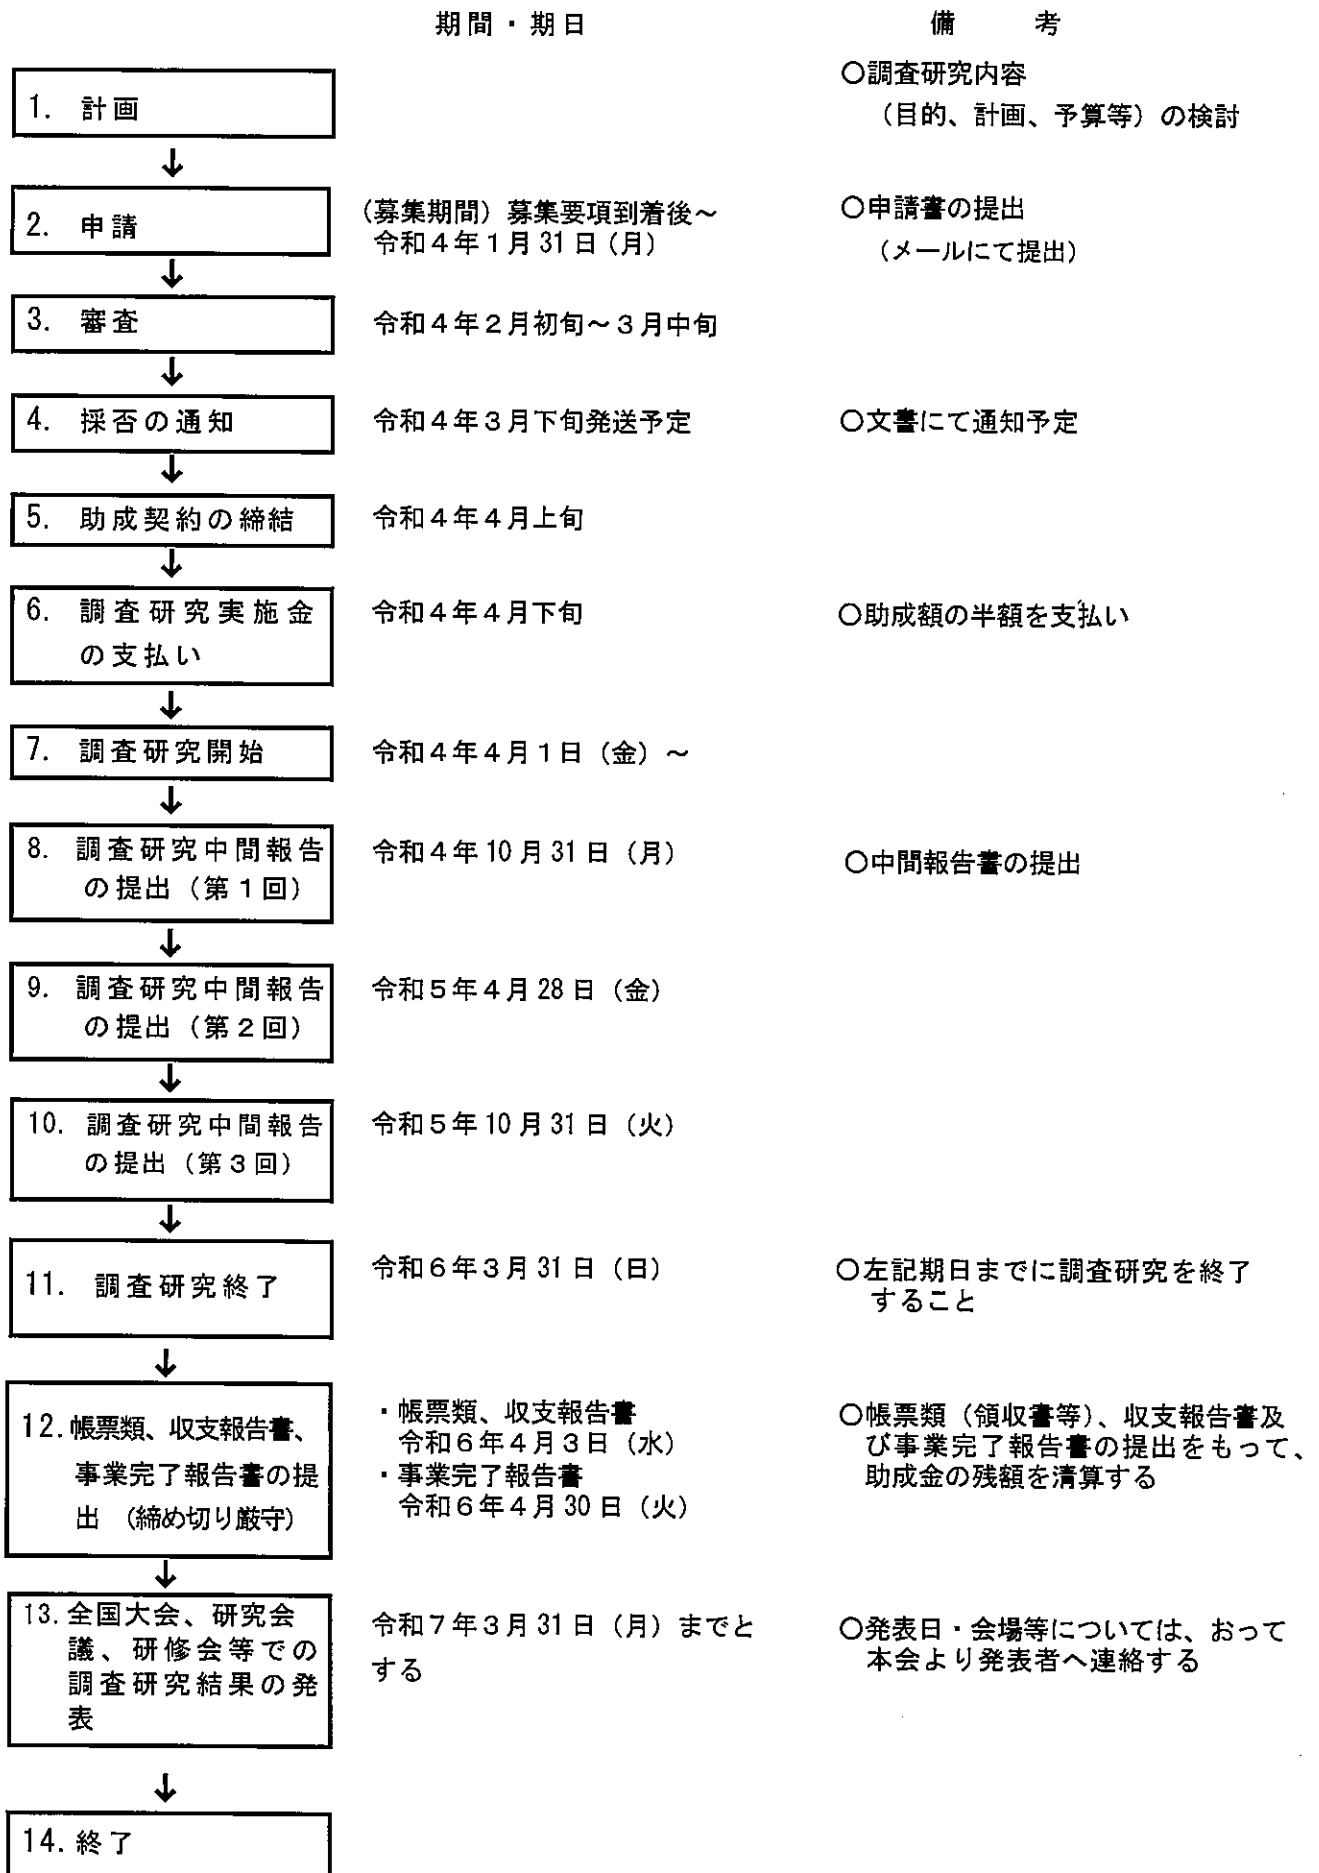 期間・期日 備　考
1. 計画
○調査研究内容
（目的、計画、予算等）の検討
↓
2. 申請
（募集期間）募集要項到着後～
令和４年１月31日（月）
○申請書の提出
（メールにて提出）
↓
3. 審査
令和４年２月初旬～３月中旬
↓
4. 採否の通知
令和４年３月下旬発送予定
○文書にて通知予定
↓
5. 助成契約の締結
令和４年４月上旬
↓
6. 調査研究実施金
の支払い
令和４年４月下旬
○助成額の半額を支払い
↓
7. 調査研究開始
令和４年４月１日（金）～
↓
8. 調査研究中間報告
の提出（第１回）
令和４年10月31日（月）
○中間報告書の提出
↓
9. 調査研究中間報告
の提出（第２回）
令和５年４月28日（金）
↓
10. 調査研究中間報告
の提出（第３回）
令和５年10月31日（火）
↓
11. 調査研究終了
令和６年３月31日（日）
○左記期日までに調査研究を終了
すること
↓
12. 帳票類、収支報告書、
事業完了報告書の提
出　（締め切り厳守）
・帳票類、収支報告書
令和６年４月３日（水）
・事業完了報告書
令和６年４月30日（火）
○帳票類（領収書等）、収支報告書及
び事業完了報告書の提出をもって、
助成金の残額を清算する
↓
13. 全国大会、研究会
議、研修会等での
調査研究結果の発
表
令和７年３月31日（月）までと
する
○発表日・会場等については、おって
本会より発表者へ連絡する
↓
14. 終了